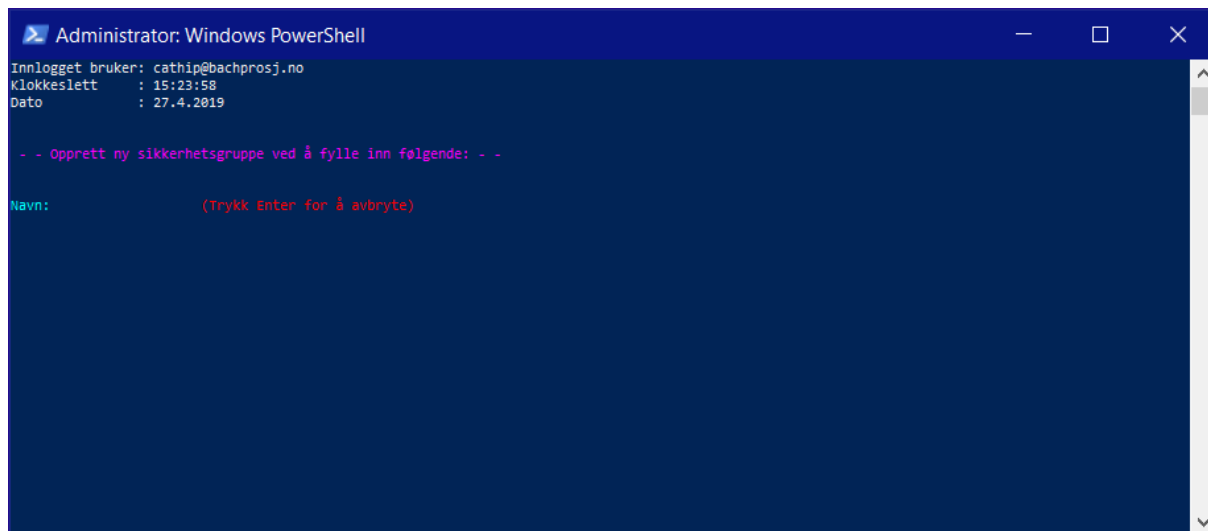 Administrator: Windows PowerShell
Innlogget bruker: cathip@bachprosj.no
Klokkeslett : 15:23:58
Dato : 27.4.2019
- - Opprett ny sikkerhetsgruppe ved å fylle inn følgende: - -
Navn: (Trykk Enter for å avbryte)